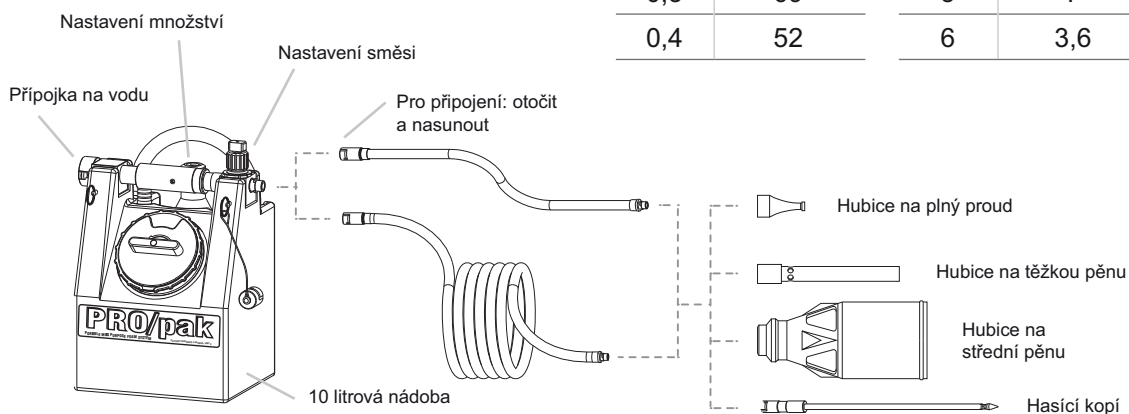 0,4 52 6 3,6
Nastavení množství
Nastavení směsi
Přípojka na vodu
Pro připojení: otočit
a nasunout
Hubice na plný proud
Hubice na těžkou pěnu
PRO/pak
Hubice na
střední pěnu
10 litrová nádoba
Hasící kopí